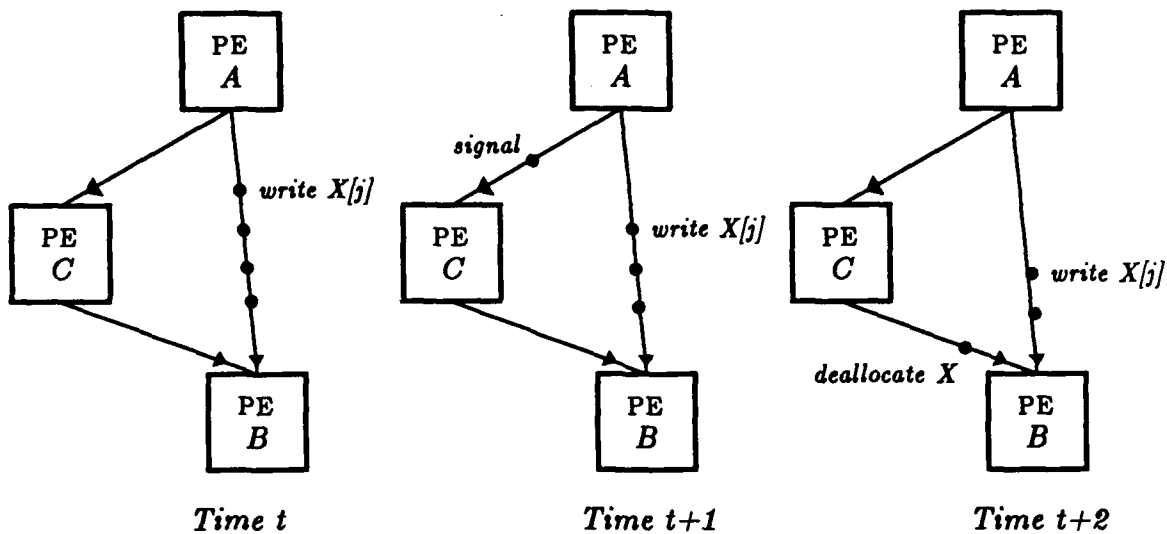 PE
A
write X[j]
PE
C
PE
B
Time t
PE
A
signal
write X[j]
PE
C
PE
B
Time t+1
PE
A
PE
C
write X[j]
deallocate X
PE
B
Time t+2